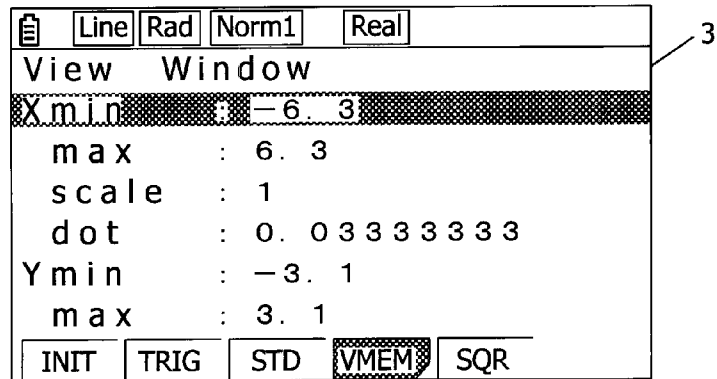 Line Rad Norm1 Real
3
View Window
Xmin : -6.3
max : 6.3
scale : 1
dot : 0.03333333
Ymin : -3.1
max : 3.1
INIT TRIG STD VMEM SQR